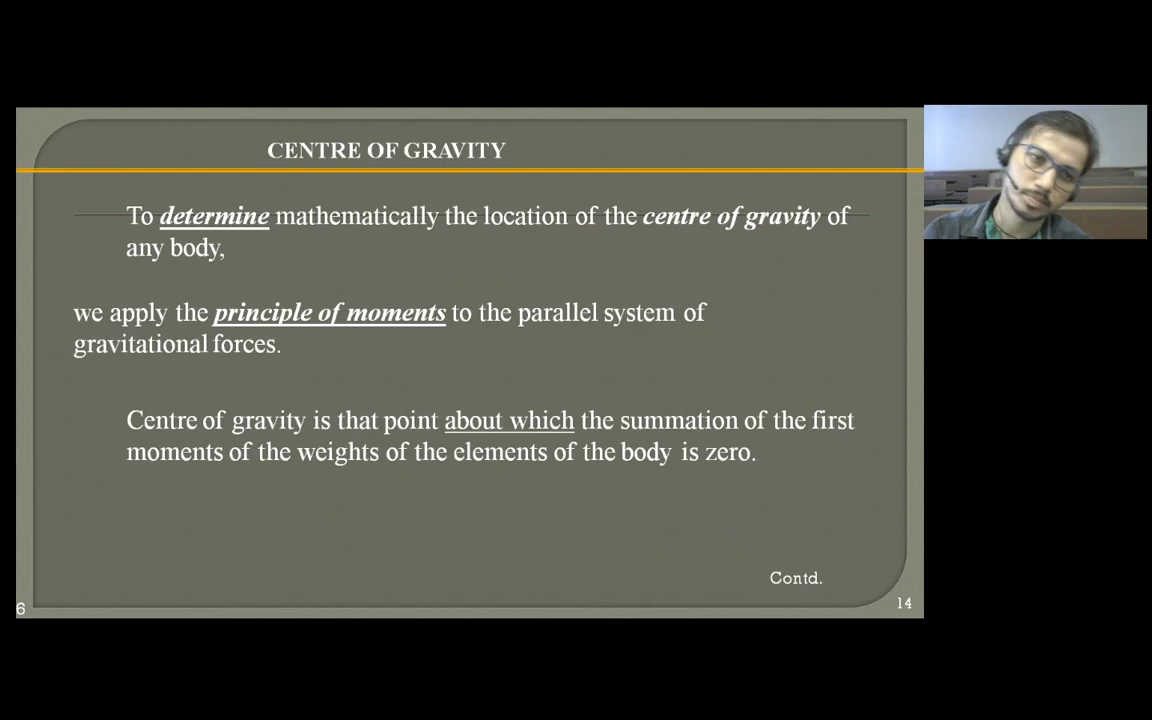 CENTRE OF GRAVITY
To determine mathematically the location of the centre of gravity of
any body,
we apply the principle of moments to the parallel system of
gravitational forces.
Centre of gravity is that point about which the summation of the first
moments of the weights of the elements of the body is zero.
Contd.
6
14